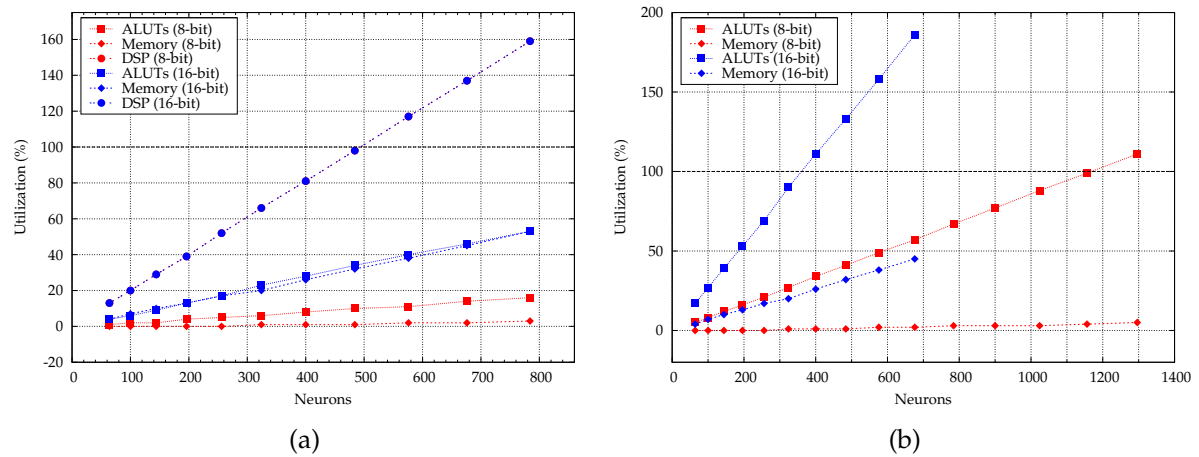 160
140
120
100
80
60
40
20
0
-20
Utilization (%)
ALUTs (8-bit)
Memory (8-bit)
DSP (8-bit)
ALUTs (16-bit)
Memory (16-bit)
DSP (16-bit)
0 100 200 300 400 500 600 700 800
Neurons
(a)
200
150
100
50
0
Utilization (%)
ALUTs (8-bit)
Memory (8-bit)
ALUTs (16-bit)
Memory (16-bit)
0 200 400 600 800 1000 1200 1400
Neurons
(b)